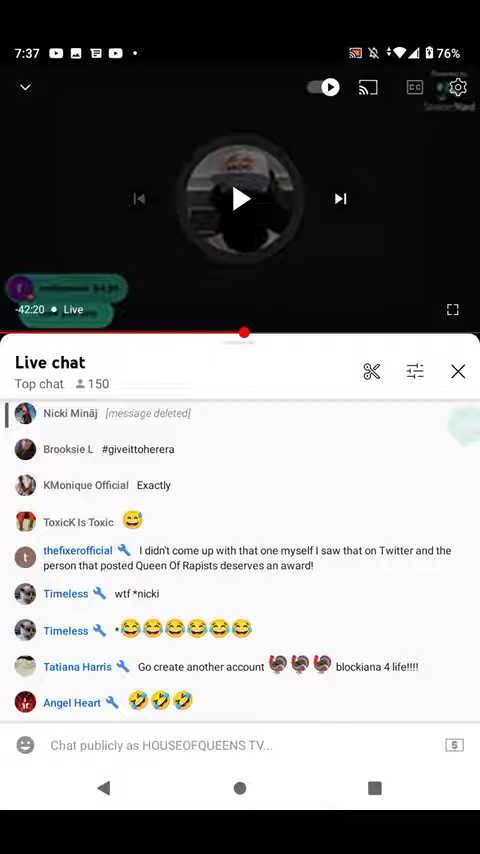 7:37
76%
CC
-42:20 • Live
Live chat
Top chat 150
Nicki Mināj [message deleted]
Brooksie L #giveittoherera
KMonique Official Exactly
ToxicK Is Toxic 😅
thefixerofficial I didn't come up with that one myself I saw that on Twitter and the
person that posted Queen Of Rapists deserves an award!
Timeless wtf *nicki
Timeless *😂😂😂😂😂😂
Tatiana Harris Go create another account 🦃🦃🦃 blockiana 4 life!!!!
Angel Heart 🤣🤣🤣
Chat publicly as HOUSEOFQUEENS TV...
$